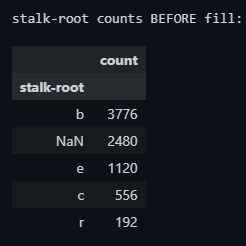 stalk-root counts BEFORE fill:
count
stalk-root
b 3776
NaN 2480
e 1120
c 556
r 192